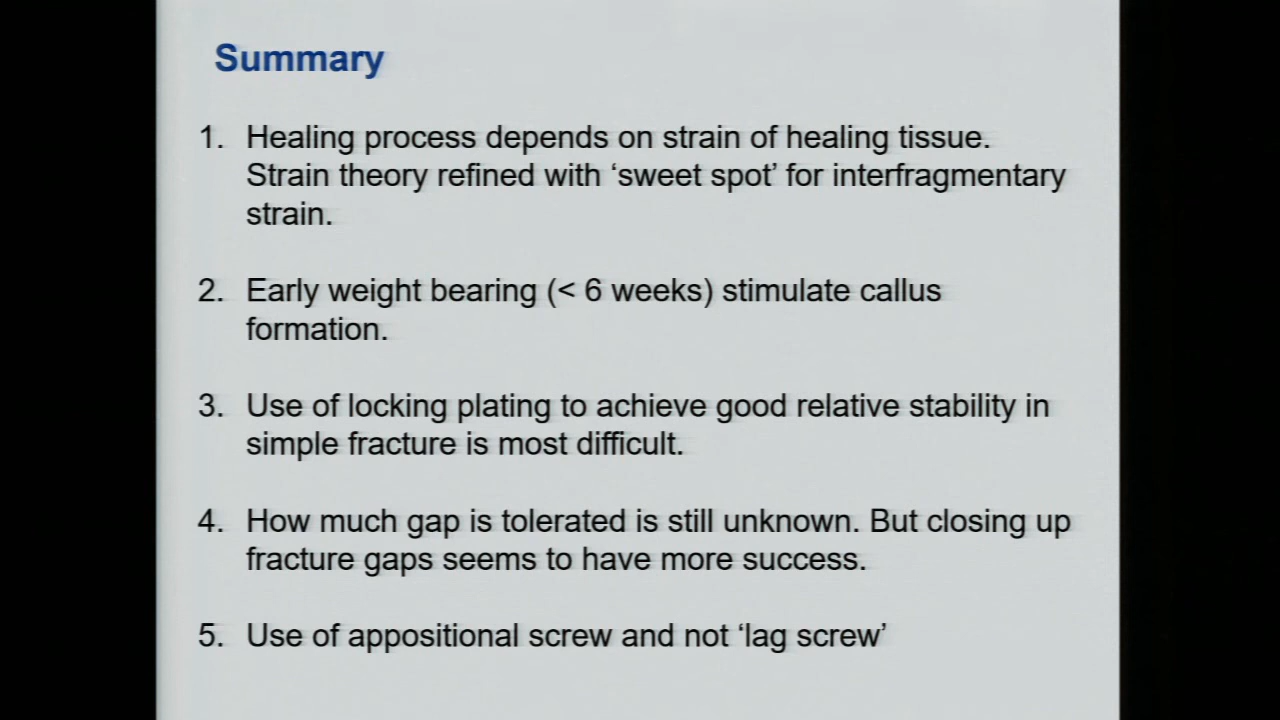 Summary
1. Healing process depends on strain of healing tissue.
Strain theory refined with ‘sweet spot’ for interfragmentary
strain.
2. Early weight bearing (< 6 weeks) stimulate callus
formation.
3. Use of locking plating to achieve good relative stability in
simple fracture is most difficult.
4. How much gap is tolerated is still unknown. But closing up
fracture gaps seems to have more success.
5. Use of appositional screw and not ‘lag screw’